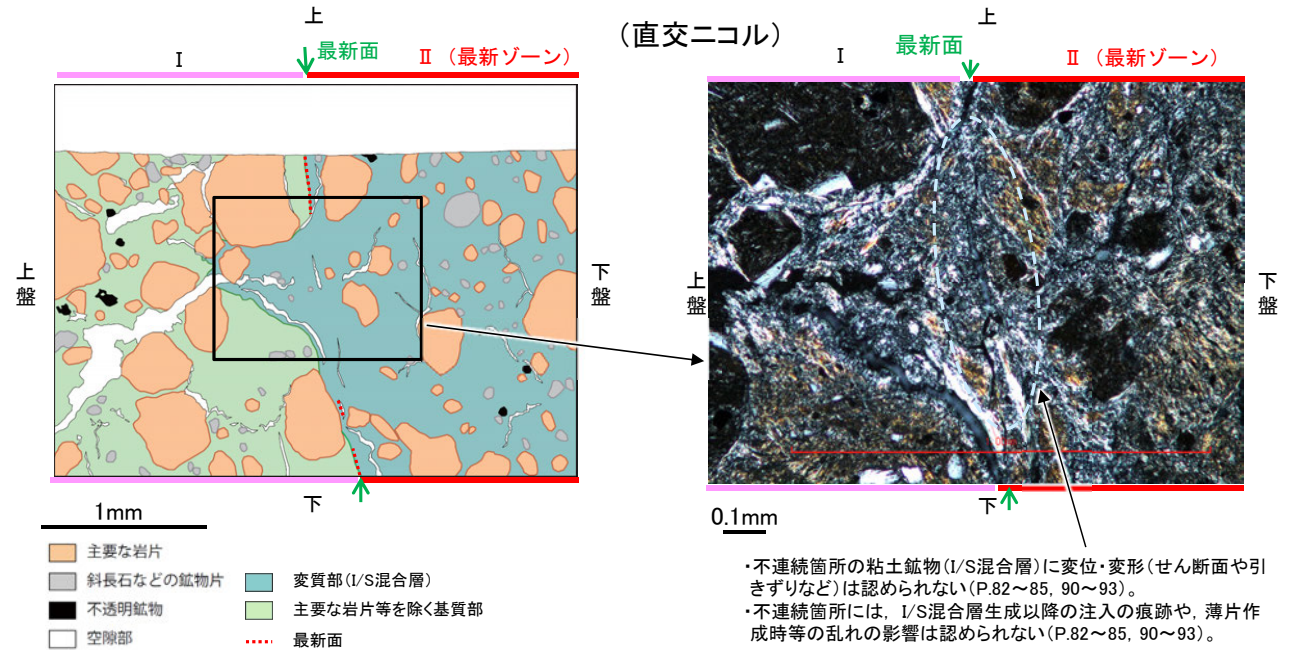 上
(直交ニコル)
上
Ⅰ
最新面
Ⅱ (最新ゾーン)
Ⅰ
最新面
Ⅱ (最新ゾーン)
上盤
下盤
上盤
下盤
下
下
1mm
0.1mm
主要な岩片
斜長石などの鉱物片
不透明鉱物
空隙部
変質部(I/S混合層)
主要な岩片等を除く基質部
最新面
・不連続箇所の粘土鉱物(I/S混合層)に変位・変形(せん断面や引
きずりなど)は認められない(P.82~85, 90~93)。
・不連続箇所には, I/S混合層生成以降の注入の痕跡や, 薄片作
成時等の乱れの影響は認められない(P.82~85, 90~93)。